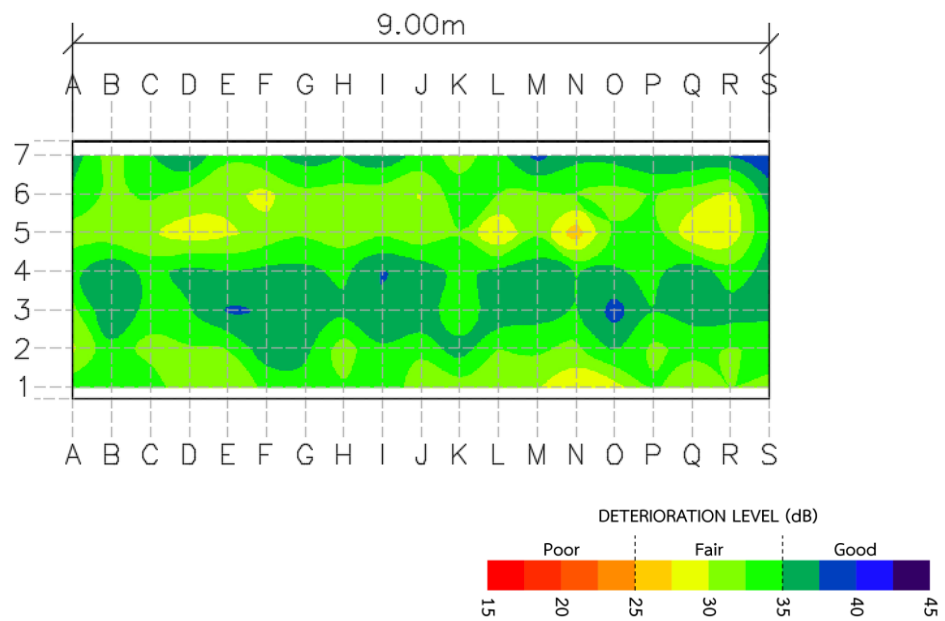 9.00m
A B C D E F G H I J K L M N O P Q R S
7
6
5
4
3
2
1
A B C D E F G H I J K L M N O P Q R S
DETERIORATION LEVEL (dB)
Poor Fair Good
15 20 25 30 35 40 45